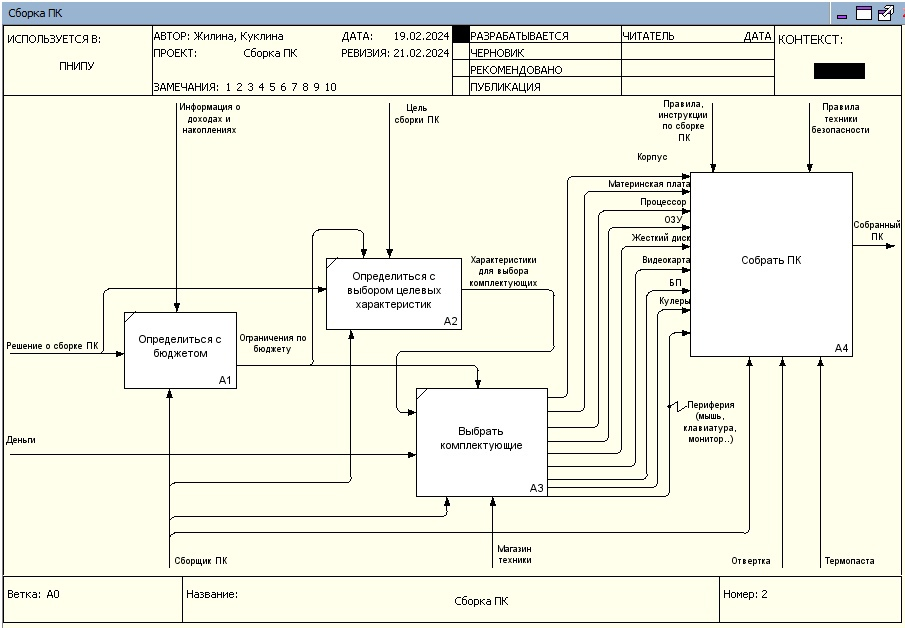 Сборка ПК
ИСПОЛЬЗУЕТСЯ В:
ПНИПУ
АВТОР: Жилина, Куклина
ДАТА: 19.02.2024
ПРОЕКТ: Сборка ПК
РЕВИЗИЯ: 21.02.2024
ЗАМЕЧАНИЯ: 1 2 3 4 5 6 7 8 9 10
РАЗРАБАТЫВАЕТСЯ
ЧЕРНОВИК
РЕКОМЕНДОВАНО
ПУБЛИКАЦИЯ
ЧИТАТЕЛЬ
ДАТА
КОНТЕКСТ:
Информация о
доходах и
накоплениях
Цель
сборки ПК
Правила,
инструкции
по сборке
ПК
Правила
техники
безопасности
Корпус
Материнская плата
Процессор
ОЗУ
Жесткий диск
Видеокарта
БП
Кулеры
Собрать ПК
A4
Собранный
ПК
Определиться с
выбором целевых
характеристик
A2
Характеристики
для выбора
комплектующих
Решение о сборке ПК
Определиться с
бюджетом
A1
Ограничения по
бюджету
Периферия
(мышь,
клавиатура,
монитор..)
Деньги
Выбрать
комплектующие
A3
Сборщик ПК
Магазин
техники
Отвертка
Термопаста
Ветка: A0
Название:
Сборка ПК
Номер: 2